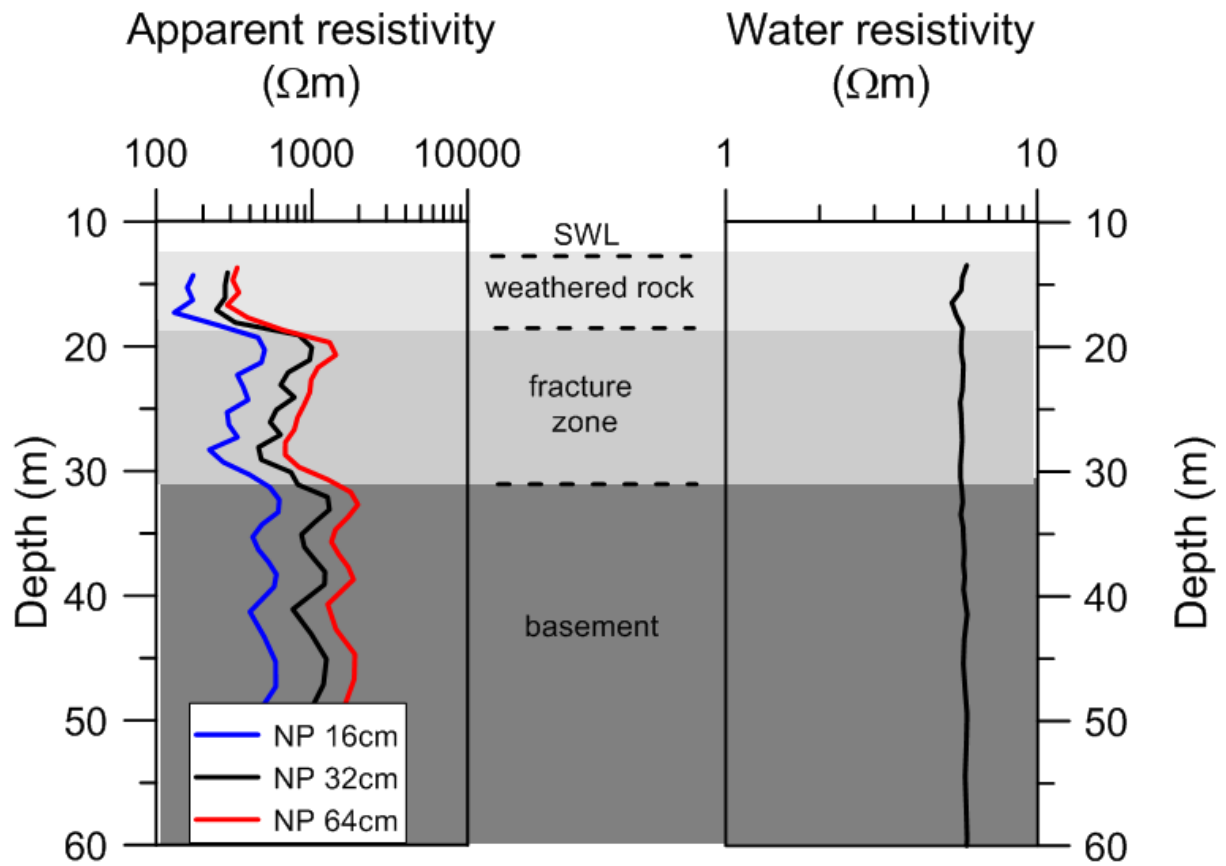 Apparent resistivity
(Ωm)
Water resistivity
(Ωm)
100 1000 10000
1 10
10
20
30
40
50
60
Depth (m)
SWL
weathered rock
fracture
zone
basement
NP 16cm
NP 32cm
NP 64cm
10
20
30
40
50
60
Depth (m)